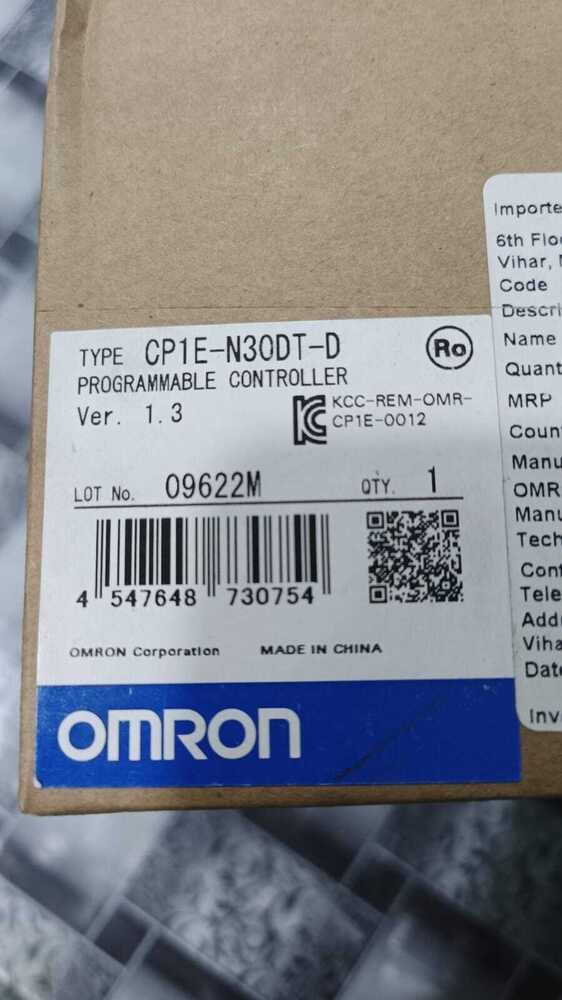 TYPE CP1E-N30DT-D
Ro
PROGRAMMABLE CONTROLLER
Ver. 1.3
KCC-REM-OMR-
CP1E-0012
LOT No. 09622M QTY. 1
4 547648 730754
OMRON Corporation MADE IN CHINA
OMRON
Importe
6th Floo
Vihar,
Code
Descri
Name
Quant
MRP
Coun
Manu
OMR
Manu
Tech
Cont
Tele
Addr
Viha
Date
Inv